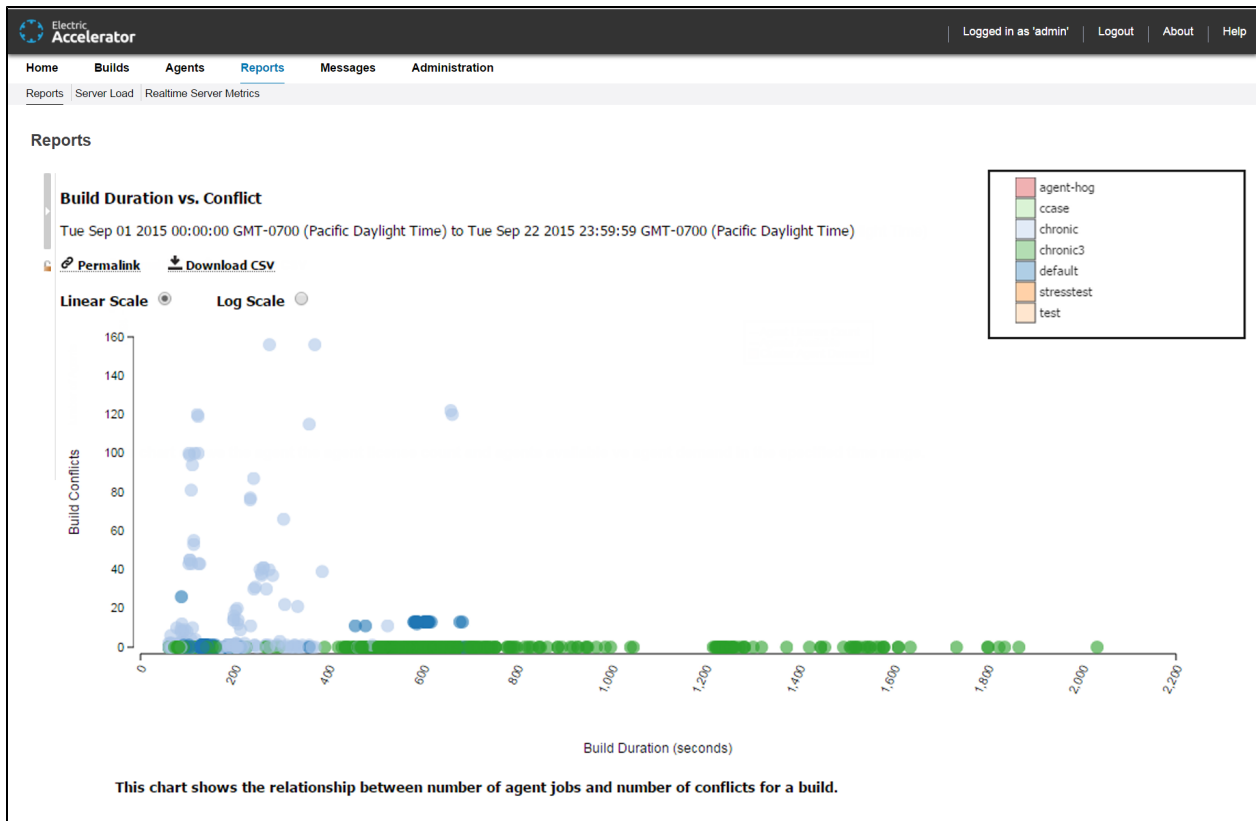 Electric
Accelerator
Logged in as 'admin' Logout About Help
Home Builds Agents Reports Messages Administration
Reports Server Load Realtime Server Metrics
Reports
Build Duration vs. Conflict
Tue Sep 01 2015 00:00:00 GMT-0700 (Pacific Daylight Time) to Tue Sep 22 2015 23:59:59 GMT-0700 (Pacific Daylight Time)
Permalink Download CSV
Linear Scale Log Scale
agent-hog
ccase
chronic
chronic3
default
stresstest
test
160
140
120
100
80
60
40
20
0
Build Conflicts
0 200 400 600 800 1,000 1,200 1,400 1,600 1,800 2,000 2,200
Build Duration (seconds)
This chart shows the relationship between number of agent jobs and number of conflicts for a build.